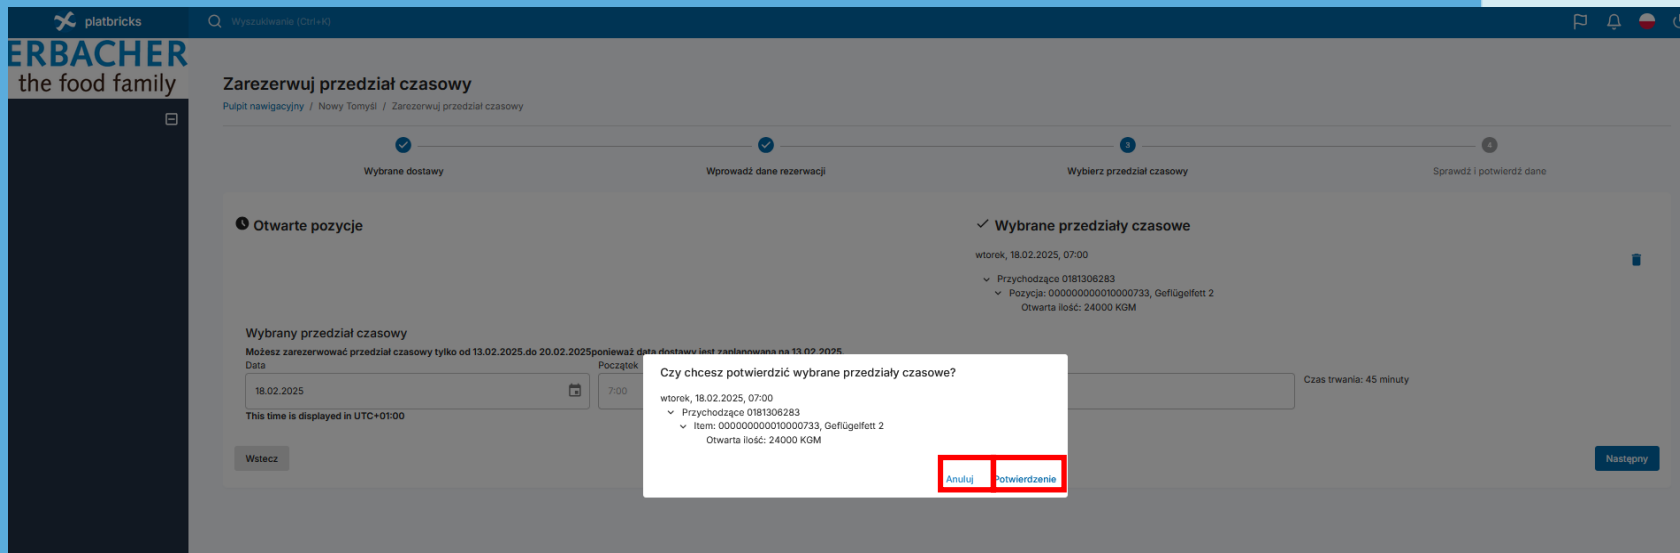 platbricks
Wyszukiwanie (Ctrl+K)
ERBACHER
the food family
Zarezerwuj przedział czasowy
Pulpit nawigacyjny / Nowy Tomyśl / Zarezerwuj przedział czasowy
3
4
Wybrane dostawy
Wprowadź dane rezerwacji
Wybierz przedział czasowy
Sprawdź i potwierdź dane
Otwarte pozycje
Wybrane przedziały czasowe
wtorek, 18.02.2025, 07:00
Przychodzące 0181306283
Pozycja: 000000000010000733, Geflügelfett 2
Otwarta ilość: 24000 KGM
Wybrany przedział czasowy
Możesz zarezerwować przedział czasowy tylko od 13.02.2025.do 20.02.2025ponieważ data dostawy jest zaplanowana na 13.02.2025.
Data
Początek
18.02.2025
7:00
Czas trwania: 45 minuty
This time is displayed in UTC+01:00
Czy chcesz potwierdzić wybrane przedziały czasowe?
wtorek, 18.02.2025, 07:00
Przychodzące 0181306283
Item: 000000000010000733, Geflügelfett 2
Otwarta ilość: 24000 KGM
Anuluj
Potwierdzenie
Wstecz
Następny